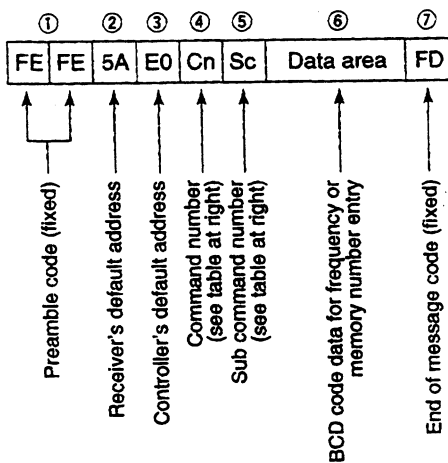 ① ② ③ ④ ⑤ ⑥ ⑦
FE FE 5A E0 Cn Sc Data area FD
Preamble code (fixed)
Receiver's default address
Controller's default address
Command number
(see table at right)
Sub command number
(see table at right)
BCD code data for frequency or
memory number entry
End of message code (fixed)